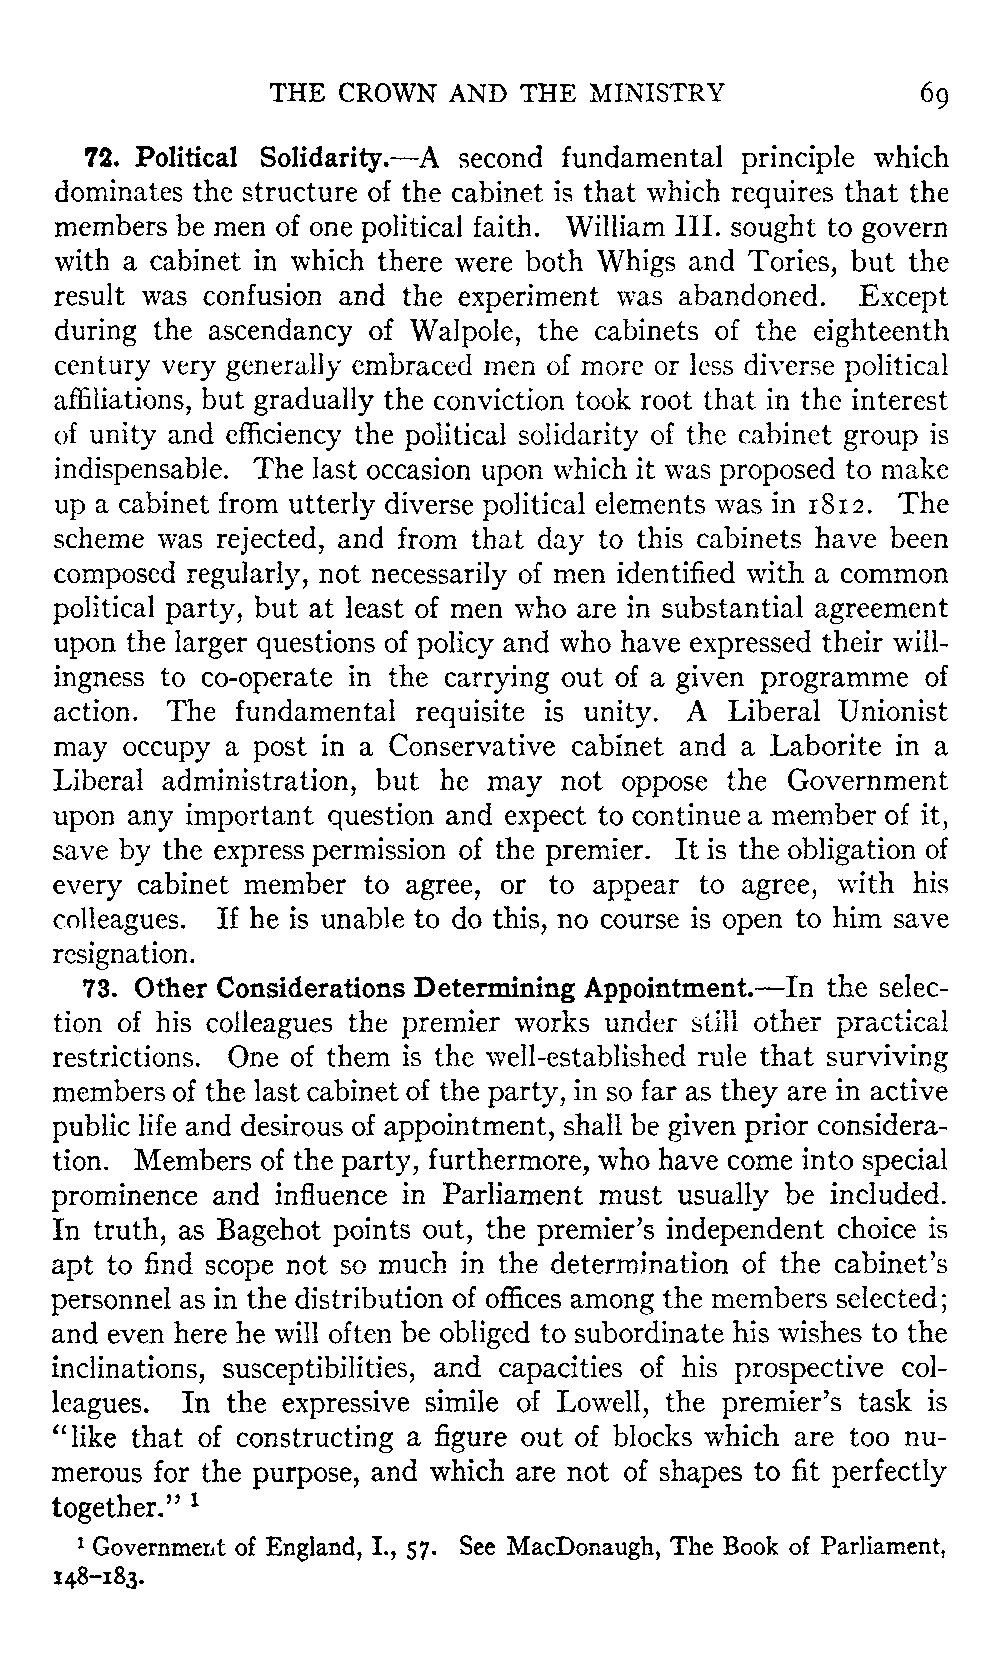 THE CROWN AND THE MINISTRY 69
72. Political Solidarity.—A second fundamental principle which
dominates the structure of the cabinet is that which requires that the
members be men of one political faith. William III. sought to govern
with a cabinet in which there were both Whigs and Tories, but the
result was confusion and the experiment was abandoned. Except
during the ascendancy of Walpole, the cabinets of the eighteenth
century very generally embraced men of more or less diverse political
affiliations, but gradually the conviction took root that in the interest
of unity and efficiency the political solidarity of the cabinet group is
indispensable. The last occasion upon which it was proposed to make
up a cabinet from utterly diverse political elements was in 1812. The
scheme was rejected, and from that day to this cabinets have been
composed regularly, not necessarily of men identified with a common
political party, but at least of men who are in substantial agreement
upon the larger questions of policy and who have expressed their will-
ingness to co-operate in the carrying out of a given programme of
action. The fundamental requisite is unity. A Liberal Unionist
may occupy a post in a Conservative cabinet and a Laborite in a
Liberal administration, but he may not oppose the Government
upon any important question and expect to continue a member of it,
save by the express permission of the premier. It is the obligation of
every cabinet member to agree, or to appear to agree, with his
colleagues. If he is unable to do this, no course is open to him save
resignation.
73. Other Considerations Determining Appointment.—In the selec-
tion of his colleagues the premier works under still other practical
restrictions. One of them is the well-established rule that surviving
members of the last cabinet of the party, in so far as they are in active
public life and desirous of appointment, shall be given prior considera-
tion. Members of the party, furthermore, who have come into special
prominence and influence in Parliament must usually be included.
In truth, as Bagehot points out, the premier's independent choice is
apt to find scope not so much in the determination of the cabinet's
personnel as in the distribution of offices among the members selected;
and even here he will often be obliged to subordinate his wishes to the
inclinations, susceptibilities, and capacities of his prospective col-
leagues. In the expressive simile of Lowell, the premier's task is
"like that of constructing a figure out of blocks which are too nu-
merous for the purpose, and which are not of shapes to fit perfectly
together." ¹
¹ Government of England, I., 57. See MacDonaugh, The Book of Parliament,
148–183.